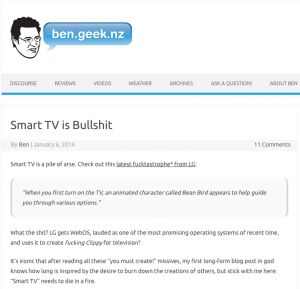 ben.geek.nz
DISCOURSE REVIEWS VIDEOS WEATHER ARCHIVES ASK A QUESTION! ABOUT BEN
Smart TV is Bullshit
By Ben | January 6, 2014 11 Comments
Smart TV is a pile of arse. Check out this latest fucktastrophe* from LG:
"When you first turn on the TV, an animated character called Bean Bird appears to help guide
you through various options."
What the shit? LG gets WebOS, lauded as one of the most promising operating systems of recent time,
and uses it to create fucking Clippy for television?
It's ironic that after reading all these "you must create!" missives, my first long-form blog post in god
knows how long is inspired by the desire to burn down the creations of others, but stick with me here:
"Smart TV" needs to die in a fire.